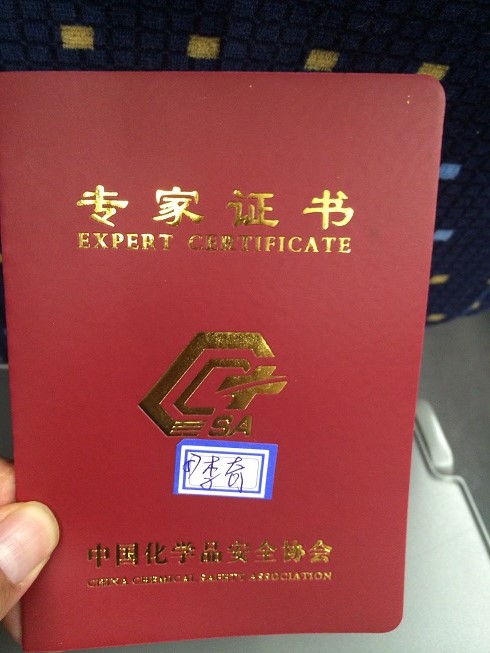 专家证书
EXPERT CERTIFICATE
SA
中国化学品安全协会
CHINA CHEMICAL SAFETY ASSOCIATION